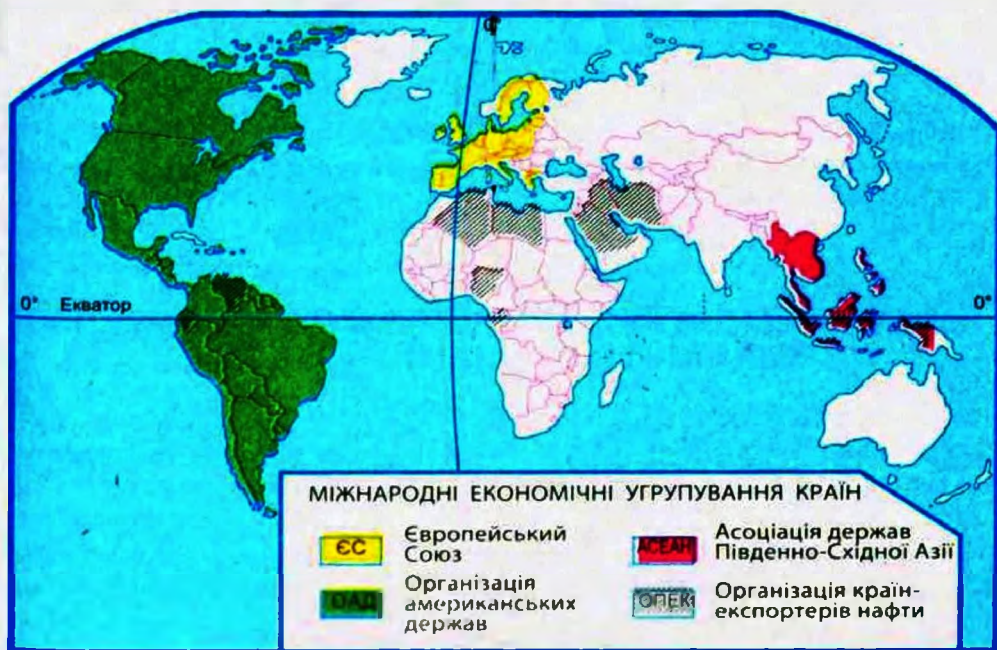 0°
0° Екватор
0°
МІЖНАРОДНІ ЕКОНОМІЧНІ УГРУПУВАННЯ КРАЇН
ЄС
Європейський
Союз
ОАД
Організація
американських
держав
АСЕАН
Асоціація держав
Південно-Східної Азії
ОПЕК
Організація країн-
експортерів нафти